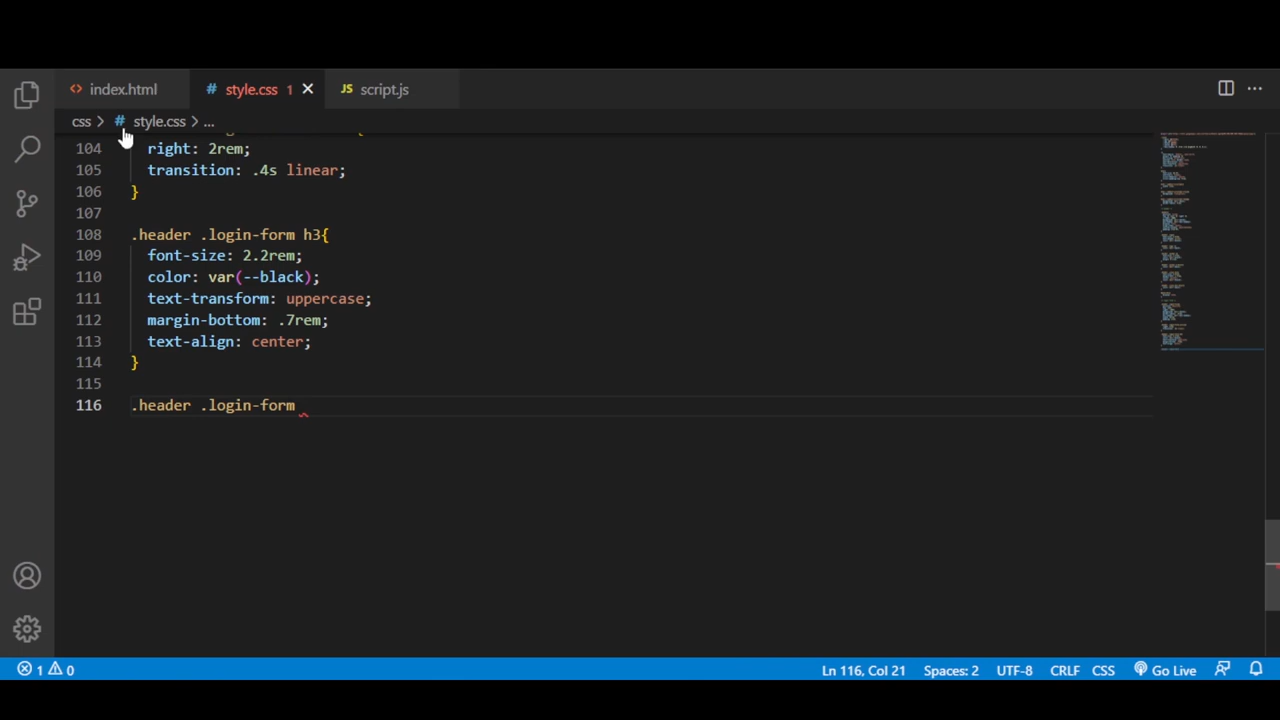 index.html
style.css 1
script.js
css > style.css > ...
104 right: 2rem;
105 transition: .4s linear;
106 }
107
108 .header .login-form h3{
109 font-size: 2.2rem;
110 color: var(--black);
111 text-transform: uppercase;
112 margin-bottom: .7rem;
113 text-align: center;
114 }
115
116 .header .login-form
1 0 Ln 116, Col 21 Spaces: 2 UTF-8 CRLF CSS Go Live